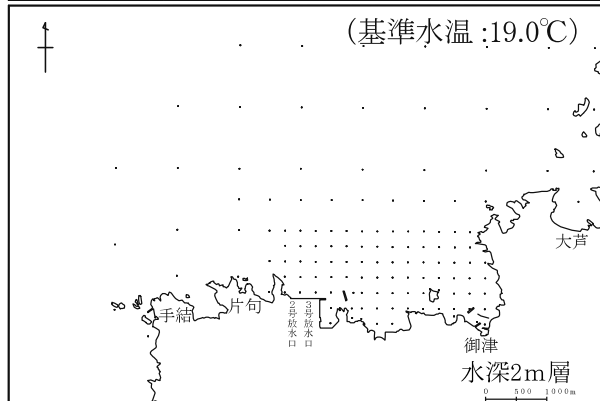 （基準水温：19.0℃）
大芦
手結
片句
2号放水口
3号放水口
御津
水深2m層
0 500 1000m